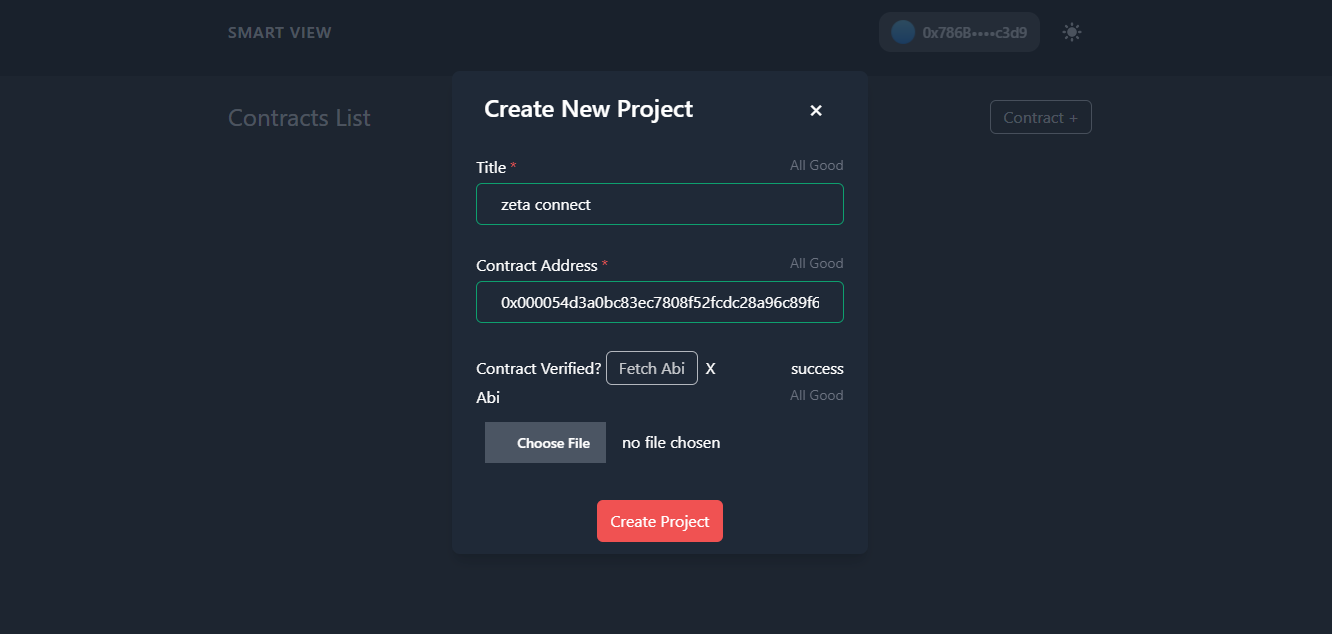 SMART VIEW
0x786B••••c3d9
Contracts List
Contract +
Create New Project
×
Title *
All Good
zeta connect
Contract Address *
All Good
0x000054d3a0bc83ec7808f52fcdc28a96c89f6
Contract Verified? Fetch Abi X success
Abi
All Good
Choose File no file chosen
Create Project